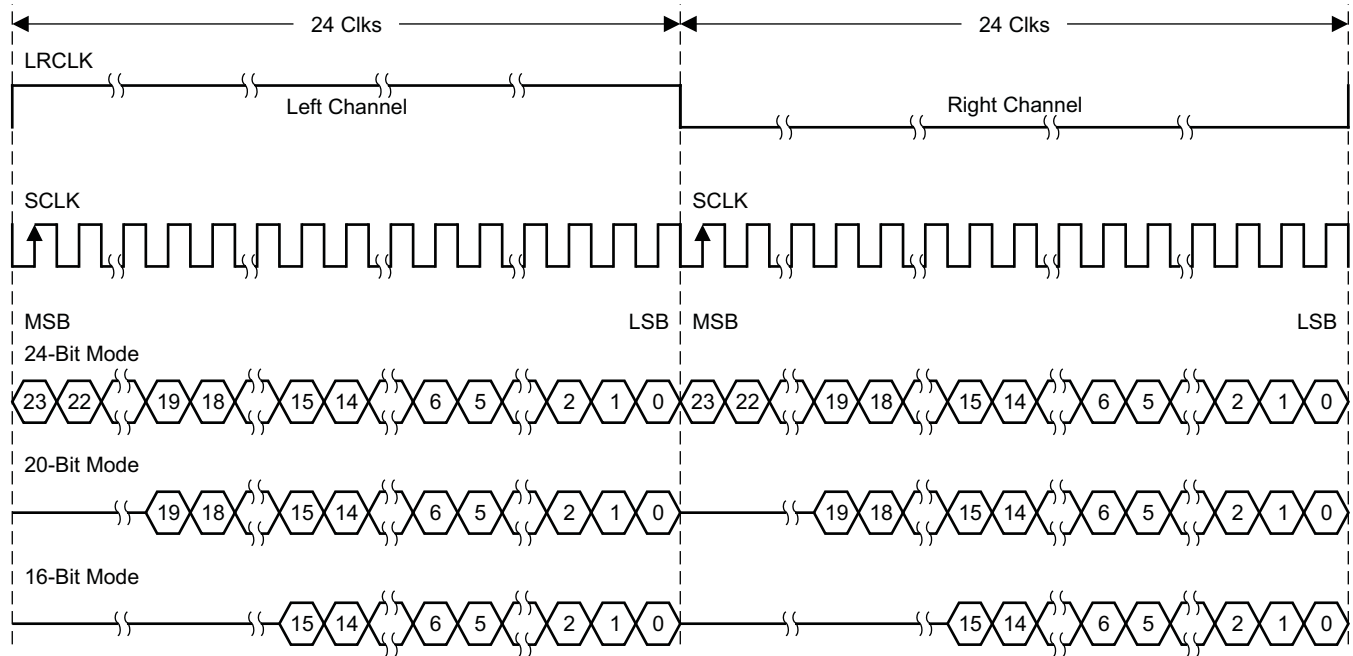 24 Clks 24 Clks
LRCLK
Left Channel Right Channel
SCLK SCLK
MSB LSB MSB LSB
24-Bit Mode
23 22 19 18 15 14 6 5 2 1 0 23 22 19 18 15 14 6 5 2 1 0
20-Bit Mode
19 18 15 14 6 5 2 1 0 19 18 15 14 6 5 2 1 0
16-Bit Mode
15 14 6 5 2 1 0 15 14 6 5 2 1 0